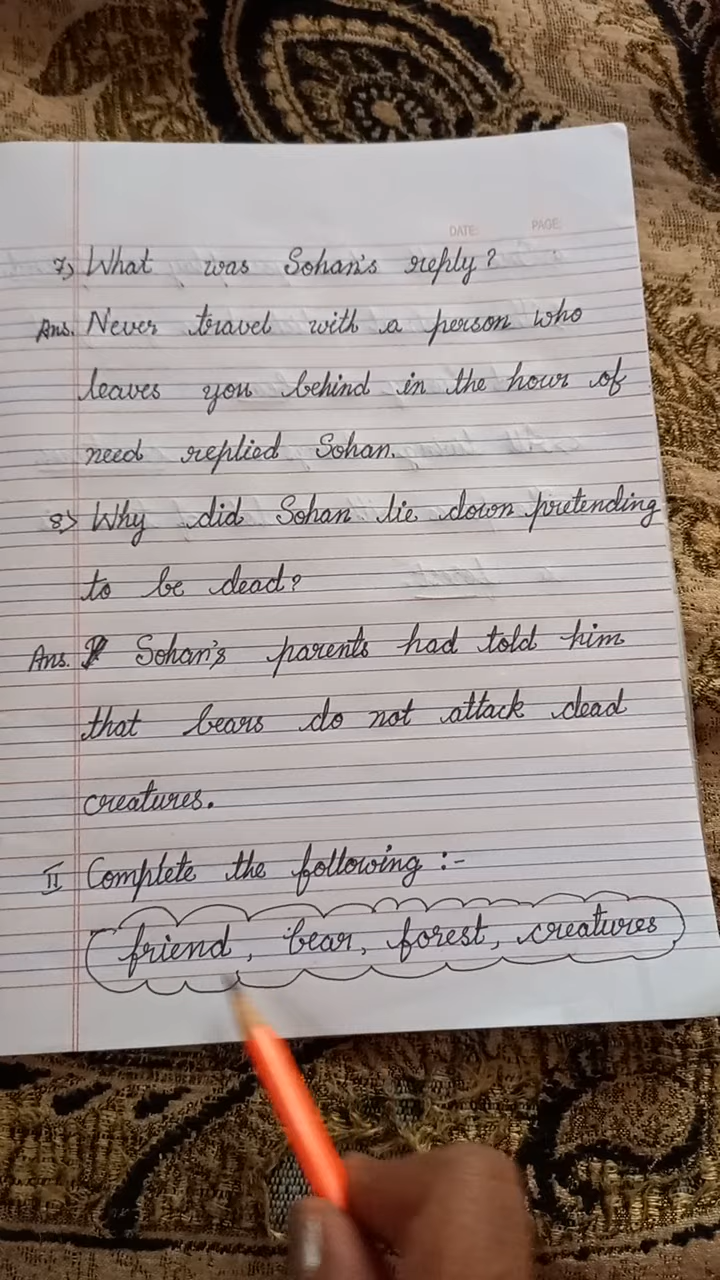 DATE: PAGE:
7) What was Sohan's reply?
Ans. Never travel with a person who
leaves you behind in the hour of
need replied Sohan.
8) Why did Sohan lie down pretending
to be dead?
Ans. Sohan's parents had told him
that bears do not attack dead
creatures.
II Complete the following :-
friend, bear, forest, creatures